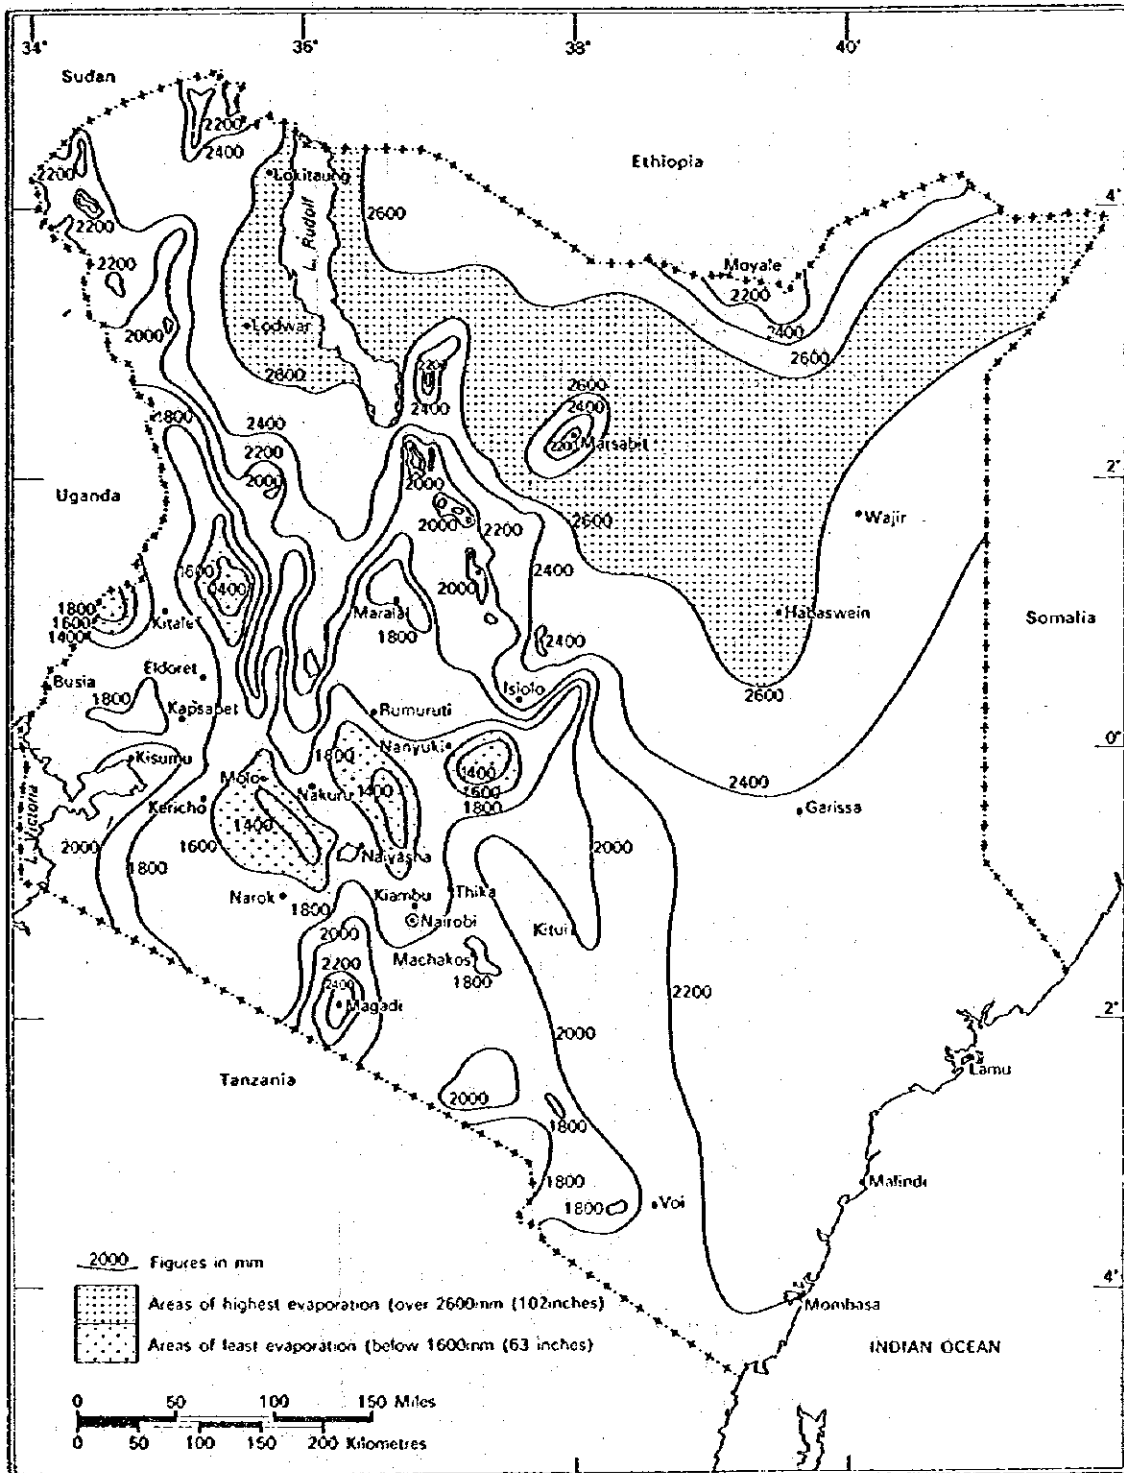 34° 36° 38° 40°
Sudan
2200
2400
Ethiopia
Lokitaung
2200
L. Rudolf
2600
4°
2200
Moyale
2200
2200
2000
Lodwar
2400
2600
2600
2200
2400
2600
2400
1800
2400
2200
Marsabit
2200
2000
2000
2°
Uganda
2000
2200
2600
Wajir
1600
1400
2400
2000
Maralal
Habaswein
1800
1600
1400
Kitale
1800
Somalia
2400
Eldoret
Busia
Isiolo
2600
1800
Kapsabet
Rumuruti
Nanyuki
0°
Kisumu
1800
Molo
1400
2400
Nakuru
1400
1600
1800
Kericho
Garissa
L. Victoria
1400
2000
1600
Naivasha
2000
1800
Narok
Kiambu
Thika
1800
Nairobi
Kitui
2000
Machakos
2200
1800
2400
2200
Magadi
2000
2°
Lamu
Tanzania
2000
1800
1800
Malindi
1800
Voi
2000 Figures in mm
4°
Areas of highest evaporation (over 2600mm (102inches)
Mombasa
Areas of least evaporation (below 1600mm (63 inches)
INDIAN OCEAN
0 50 100 150 Miles
0 50 100 150 200 Kilometres